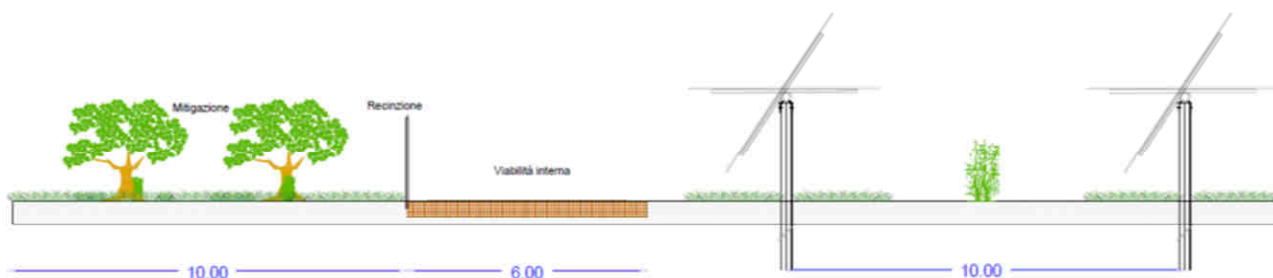 Mitigazione
Recinzione
Viabilità interna
10.00
6.00
10.00